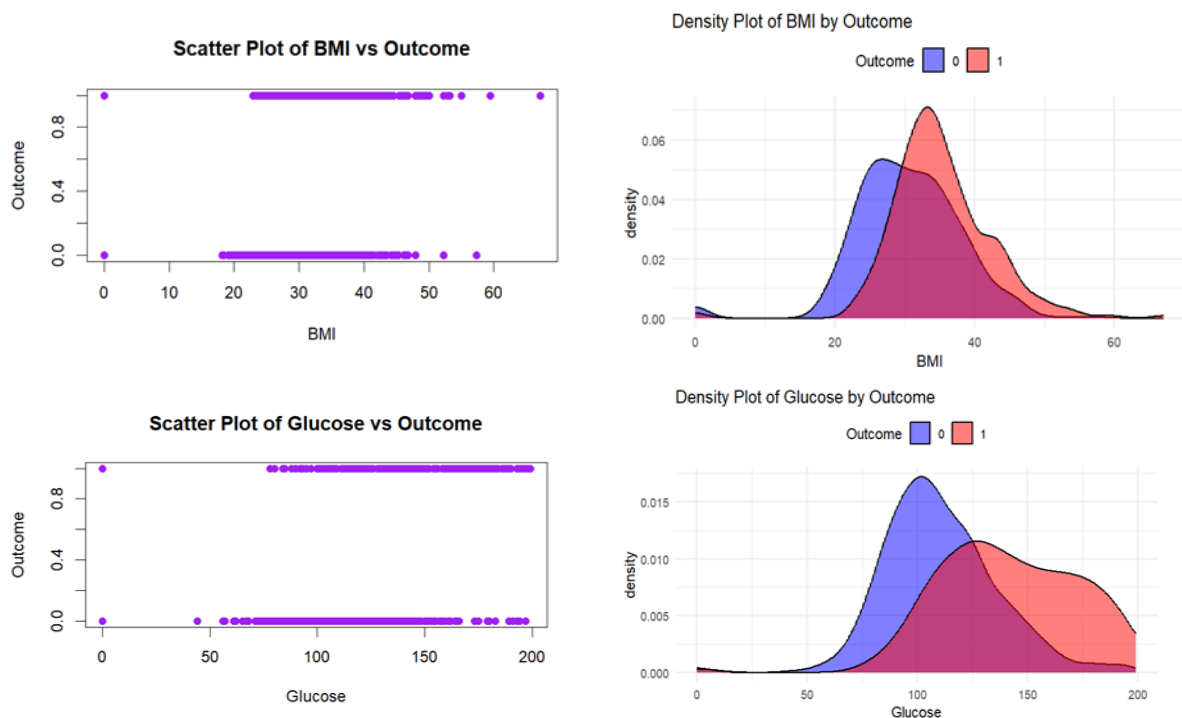 Scatter Plot of BMI vs Outcome
Outcome
0.8
0.4
0.0
0 10 20 30 40 50 60
BMI
Density Plot of BMI by Outcome
Outcome 0 1
density
0.06
0.04
0.02
0.00
0 20 40 60
BMI
Scatter Plot of Glucose vs Outcome
Outcome
0.8
0.4
0.0
0 50 100 150 200
Glucose
Density Plot of Glucose by Outcome
Outcome 0 1
density
0.015
0.010
0.005
0.000
0 50 100 150 200
Glucose